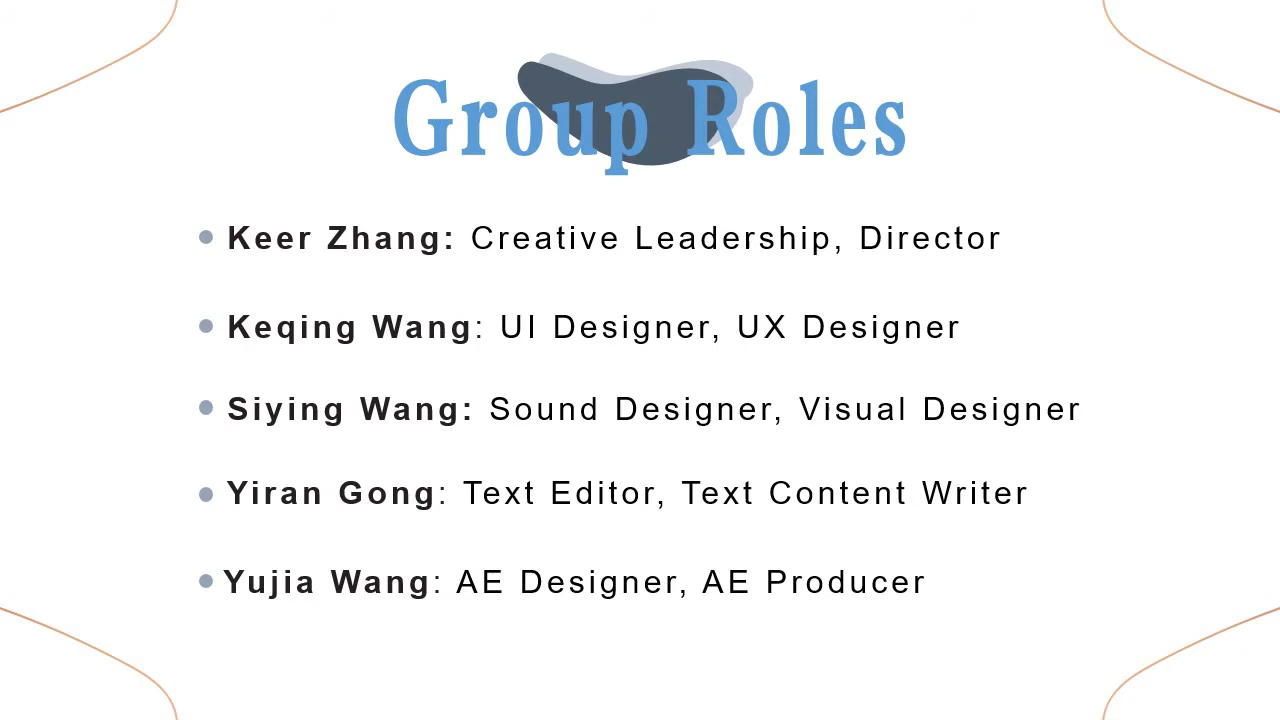 Group Roles
Keer Zhang: Creative Leadership, Director
Keqing Wang: UI Designer, UX Designer
Siying Wang: Sound Designer, Visual Designer
Yiran Gong: Text Editor, Text Content Writer
Yujia Wang: AE Designer, AE Producer